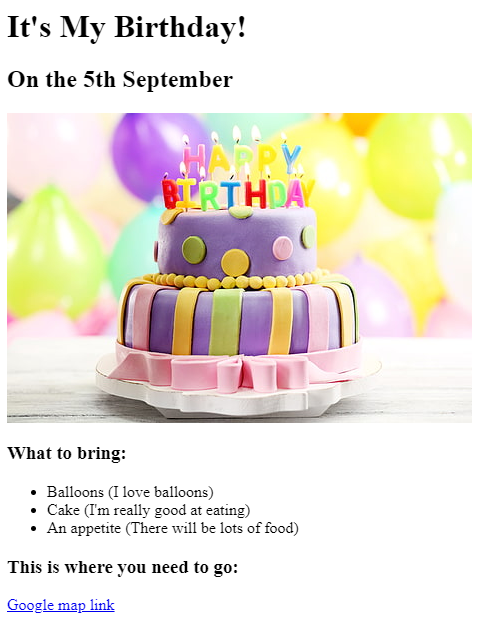 It's My Birthday!
On the 5th September
HAPPY
BIRTHDAY
What to bring:
Balloons (I love balloons)
Cake (I'm really good at eating)
An appetite (There will be lots of food)
This is where you need to go:
Google map link